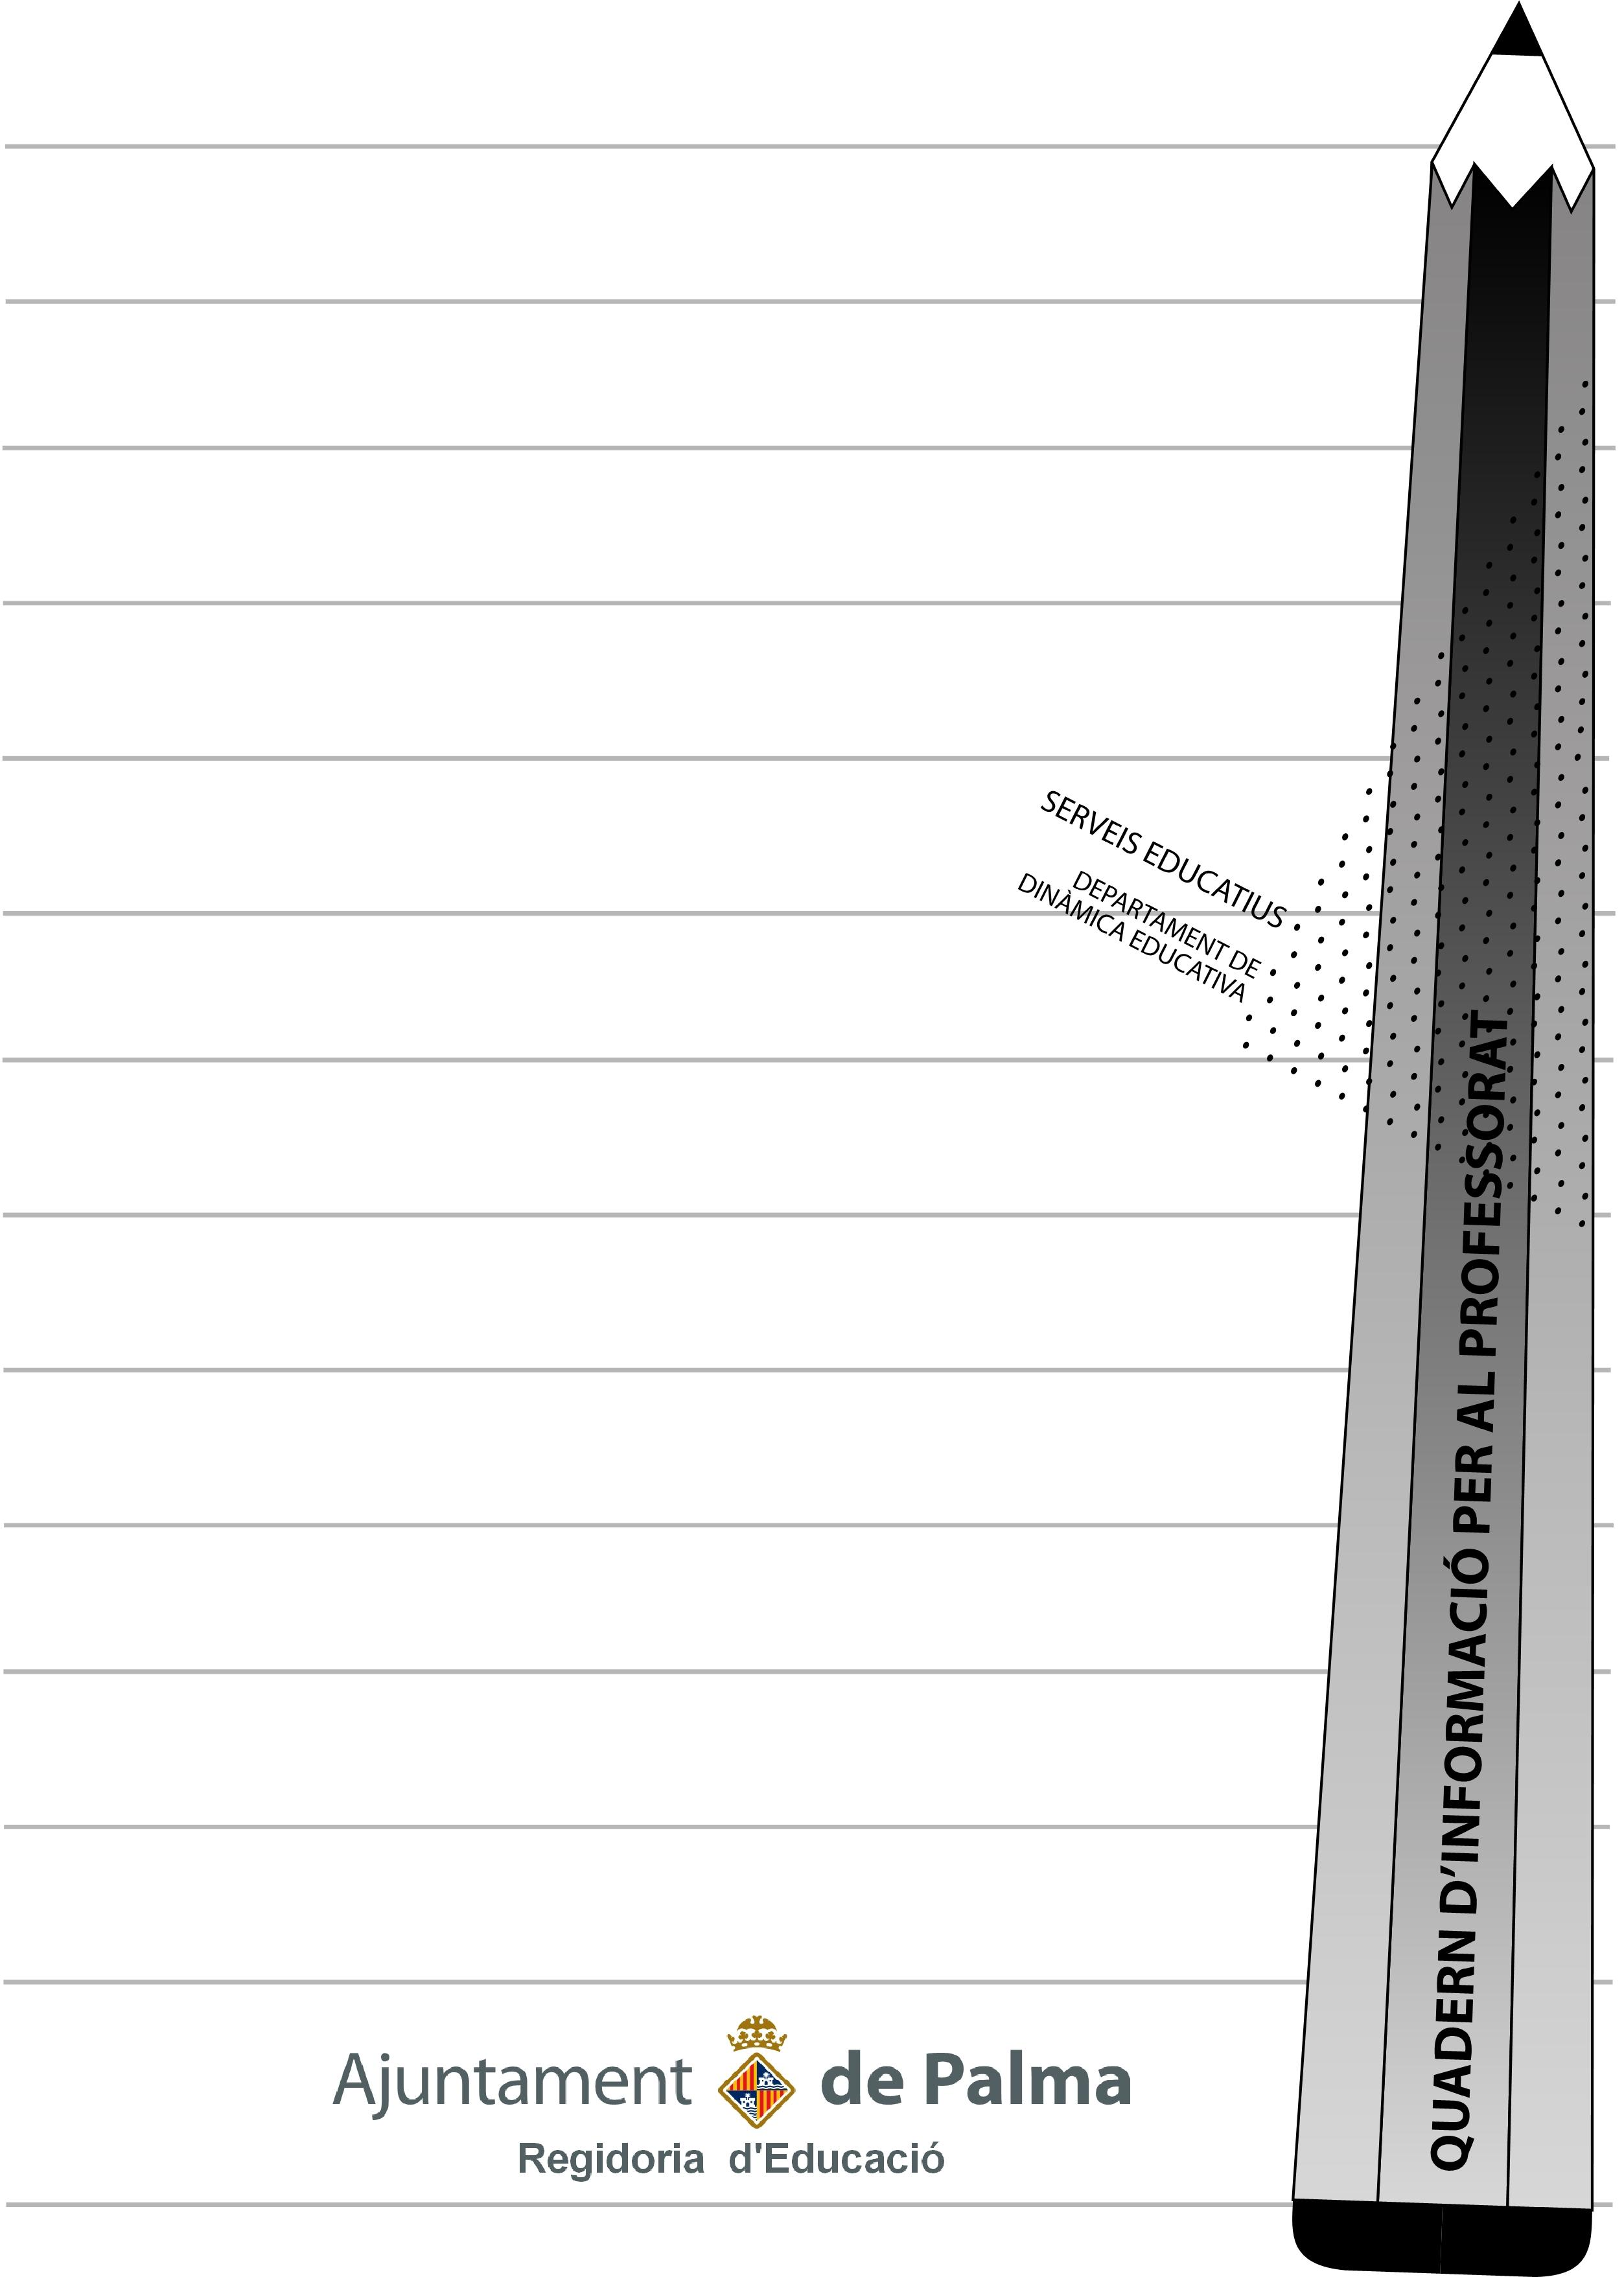 SERVEIS EDUCATIUS
DEPARTAMENT DE
DINÀMICA EDUCATIVA
QUADERN D’INFORMACIÓ PER AL PROFESSORAT
Ajuntament de Palma
Regidoria d'Educació